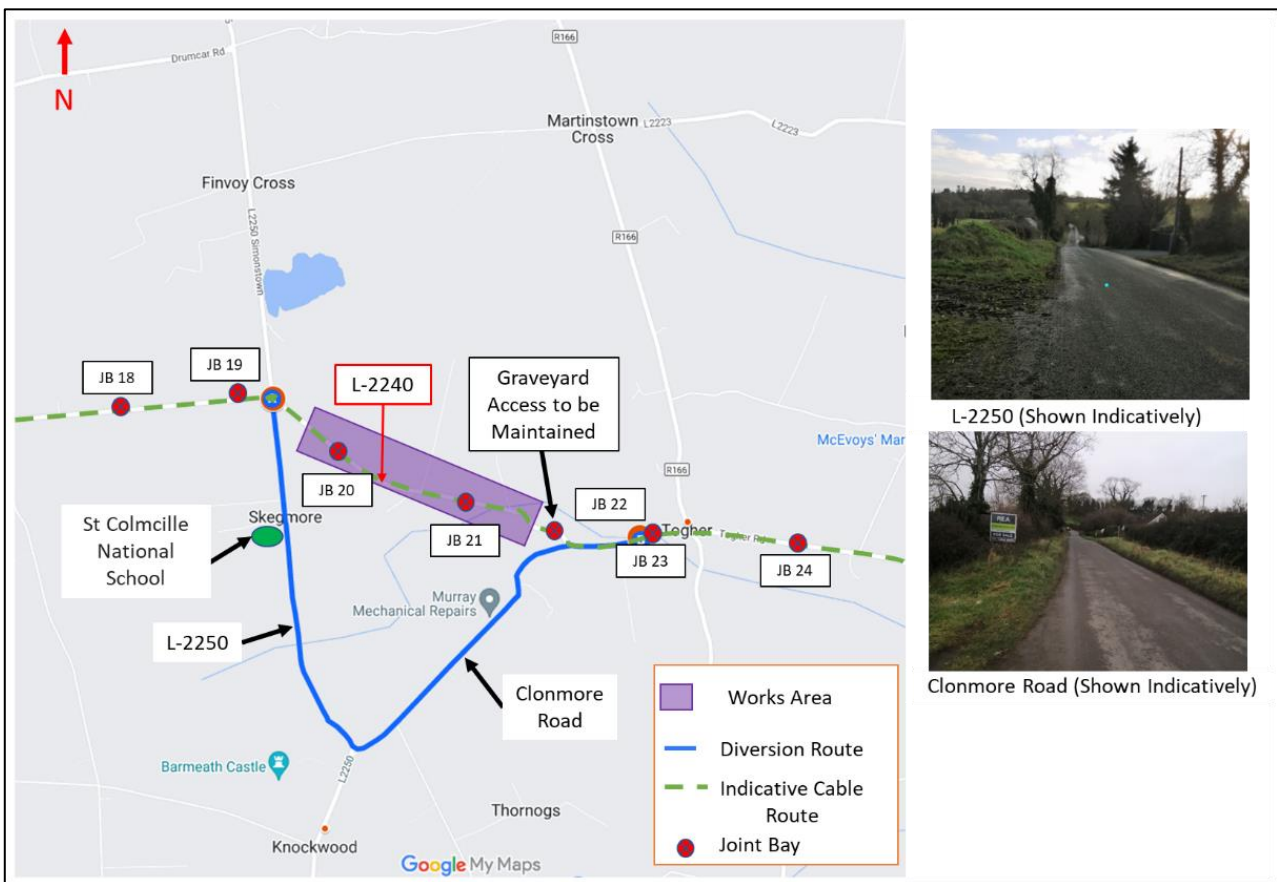 N
Drumcar Rd
R166
Martinstown
Cross
L2223
L2223
Finvoy Cross
L2250 Simonstown
R166
JB 18
JB 19
L-2240
Graveyard
Access to be
Maintained
McEvoys' Mar
R166
JB 20
JB 21
JB 22
Togher
Togher Rd
JB 23
JB 24
St Colmcille
National
School
Skegmore
Murray
Mechanical Repairs
L-2250
Clonmore
Road
Barmeath Castle
L2250
Thornogs
Knockwood
Google My Maps
Works Area
Diversion Route
Indicative Cable
Route
Joint Bay
L-2250 (Shown Indicatively)
REA
FOR SALE
Clonmore Road (Shown Indicatively)